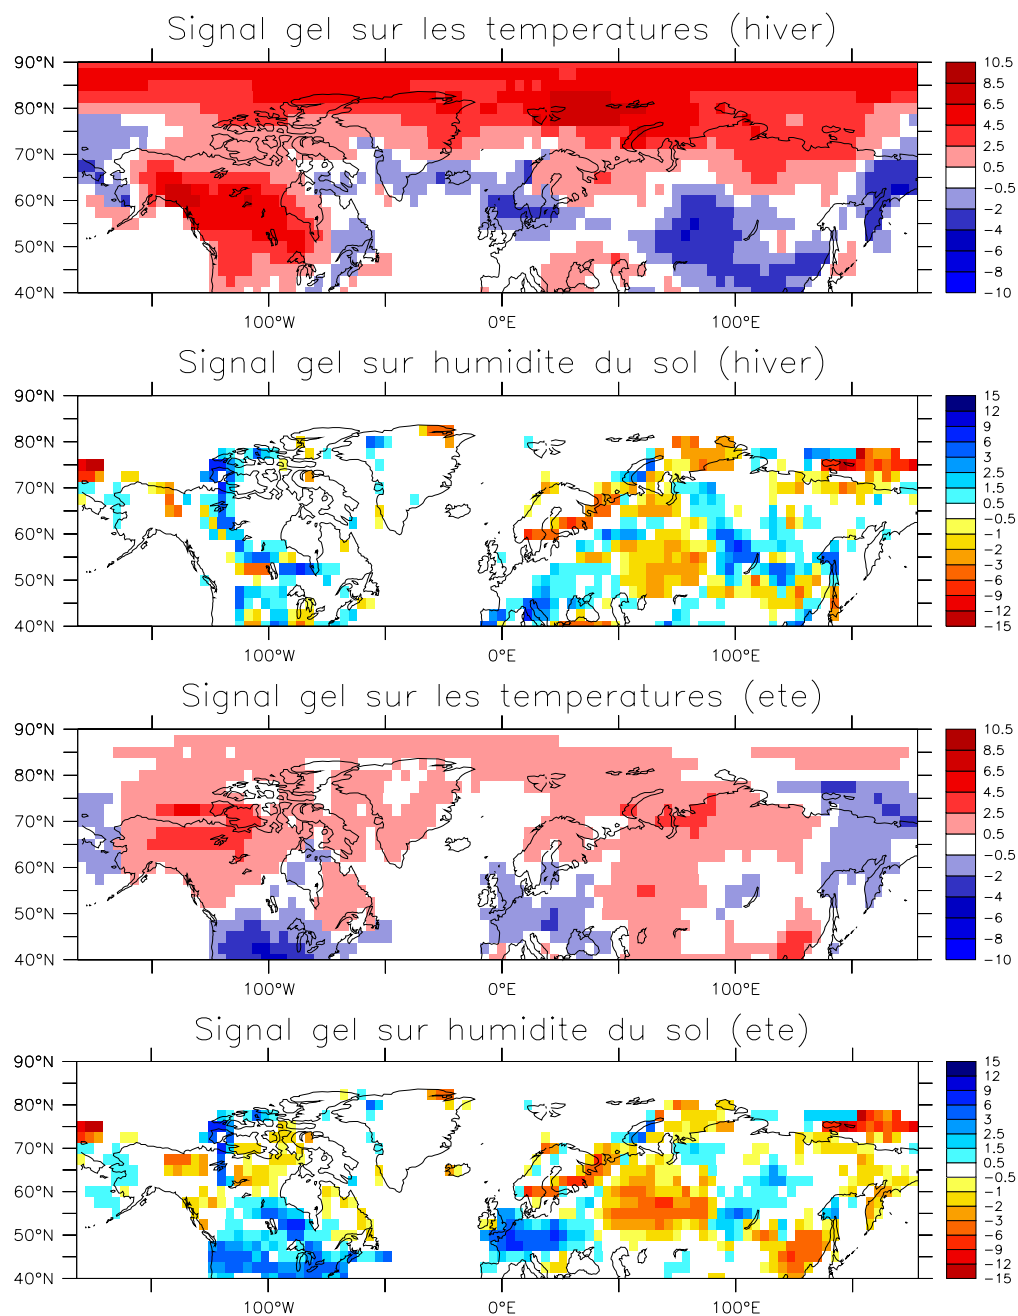 Signal gel sur les temperatures (hiver)
90°N
80°N
70°N
60°N
50°N
40°N
100°W 0°E 100°E
10.5
8.5
6.5
4.5
2.5
0.5
−0.5
−2
−4
−6
−8
−10
Signal gel sur humidite du sol (hiver)
90°N
80°N
70°N
60°N
50°N
40°N
100°W 0°E 100°E
15
12
9
6
3
2.5
1.5
0.5
−0.5
−1
−2
−3
−6
−9
−12
−15
Signal gel sur les temperatures (ete)
90°N
80°N
70°N
60°N
50°N
40°N
100°W 0°E 100°E
10.5
8.5
6.5
4.5
2.5
0.5
−0.5
−2
−4
−6
−8
−10
Signal gel sur humidite du sol (ete)
90°N
80°N
70°N
60°N
50°N
40°N
100°W 0°E 100°E
15
12
9
6
3
2.5
1.5
0.5
−0.5
−1
−2
−3
−6
−9
−12
−15